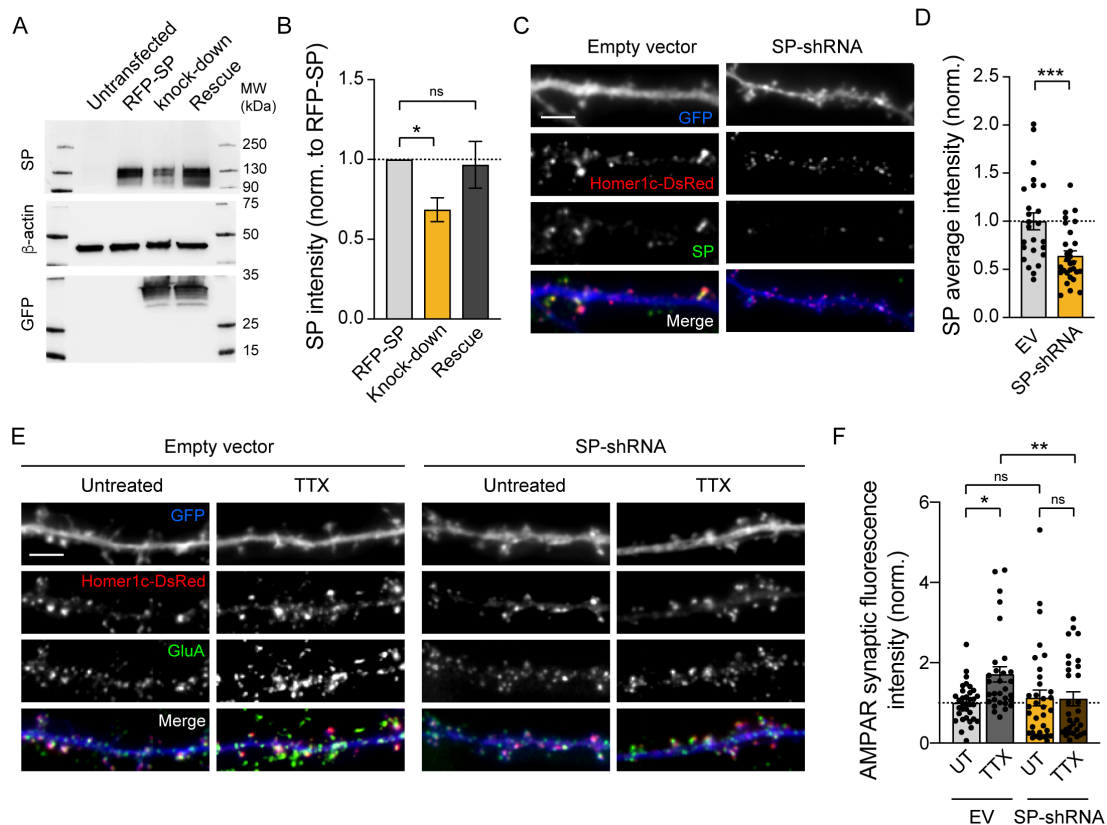 A
Untransfected
RFP-SP
knock-down
Rescue
MW
(kDa)
SP
250
130
90
β-actin
75
50
GFP
35
25
15
B
SP intensity (norm. to RFP-SP)
1.5
1.0
0.5
0.0
ns
*
RFP-SP
Knock-down
Rescue
C
Empty vector
SP-shRNA
GFP
Homer1c-DsRed
SP
Merge
D
SP average intensity (norm.)
2.5
2.0
1.5
1.0
0.5
0.0
***
EV
SP-shRNA
E
Empty vector
SP-shRNA
Untreated
TTX
Untreated
TTX
GFP
Homer1c-DsRed
GluA
Merge
F
AMPAR synaptic fluorescence
intensity (norm.)
6
4
2
0
**
ns
*
ns
UT
TTX
UT
TTX
EV
SP-shRNA